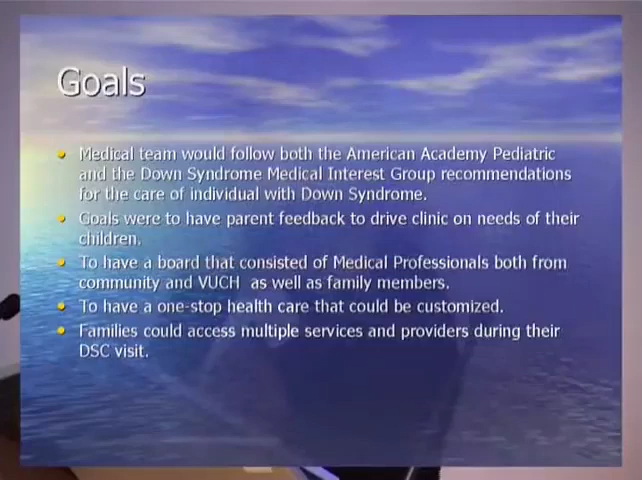 Goals
Medical team would follow both the American Academy Pediatric
and the Down Syndrome Medical Interest Group recommendations
for the care of individual with Down Syndrome.
Goals were to have parent feedback to drive clinic on needs of their
children.
To have a board that consisted of Medical Professionals both from
community and VUCH as well as family members.
To have a one-stop health care that could be customized.
Families could access multiple services and providers during their
DSC visit.